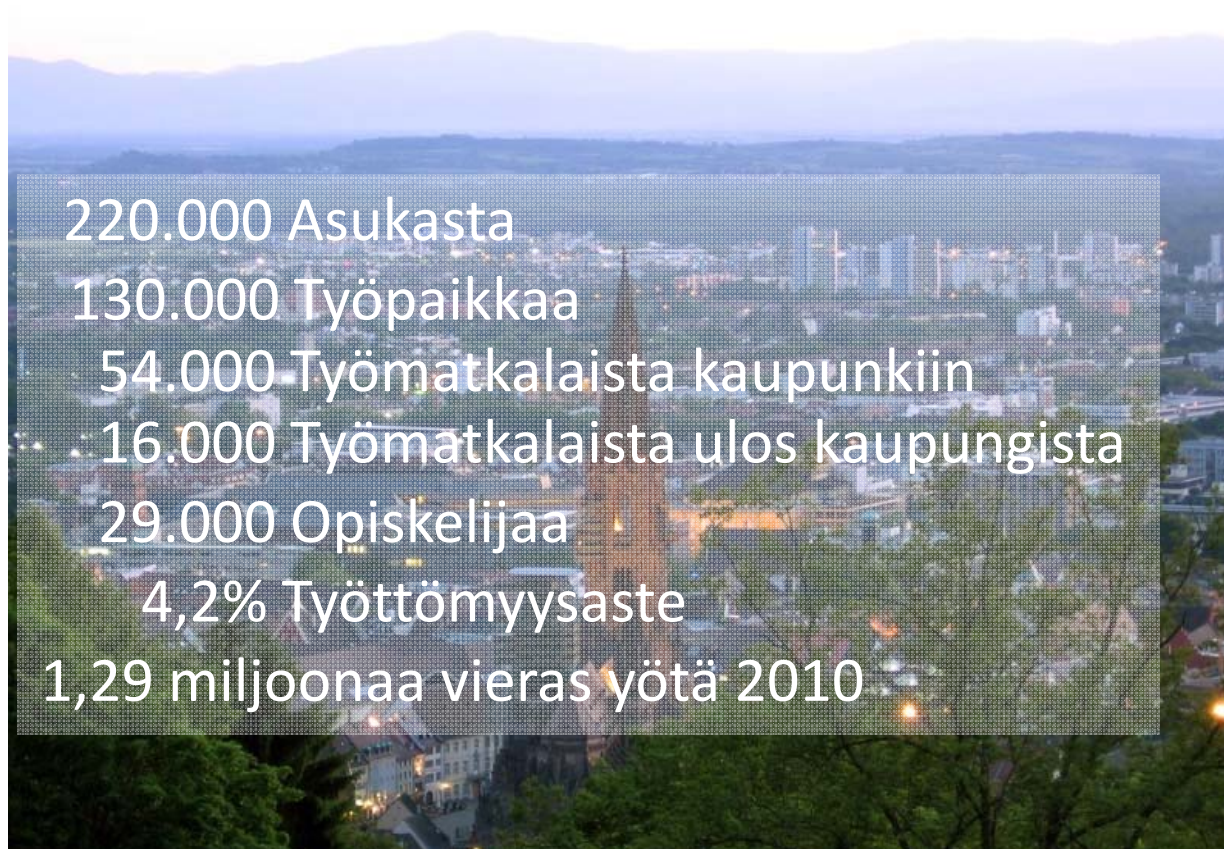 220.000 Asukasta
130.000 Työpaikkaa
54.000 Työmatkalaista kaupunkiin
16.000 Työmatkalaista ulos kaupungista
29.000 Opiskelijaa
4,2% Työttömyysaste
1,29 miljoonaa vieras yötä 2010